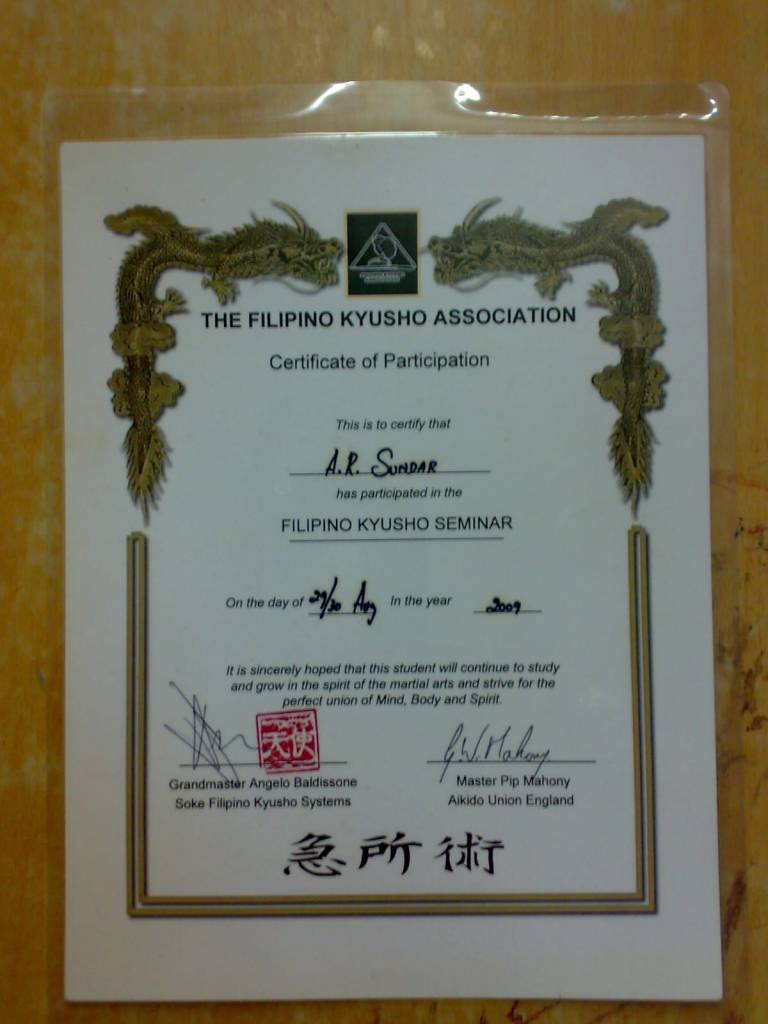 THE FILIPINO KYUSHO ASSOCIATION
Certificate of Participation
This is to certify that
A.R. SUNDAR
has participated in the
FILIPINO KYUSHO SEMINAR
On the day of 29/30 Aug In the year 2009
It is sincerely hoped that this student will continue to study
and grow in the spirit of the martial arts and strive for the
perfect union of Mind, Body and Spirit.
天使
G.W. Mahony
Grandmaster Angelo Baldissone
Soke Filipino Kyusho Systems
Master Pip Mahony
Aikido Union England
急所術